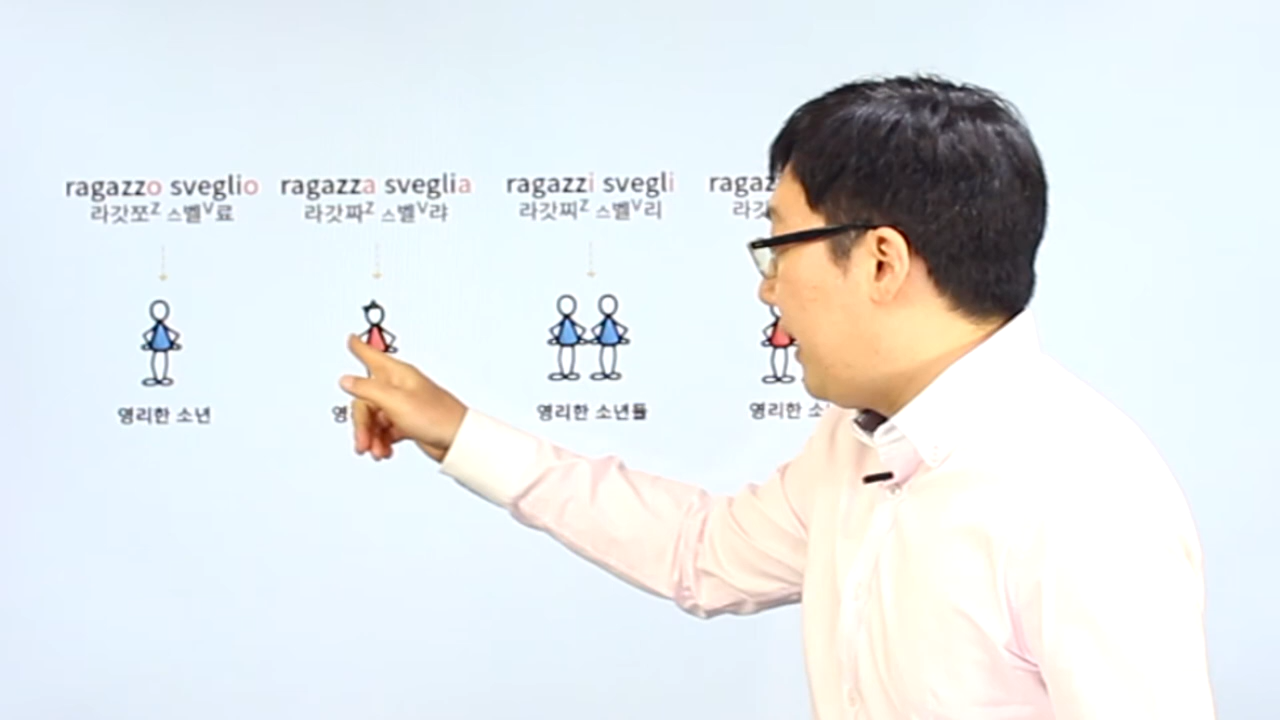 ragazzo sveglio
라갓쪼ᶻ 스벨ⱽ료
영리한 소년
ragazza sveglia
라갓짜ᶻ 스벨ⱽ랴
ragazzi svegli
라갓찌ᶻ 스벨ⱽ리
영리한 소년들
영리한